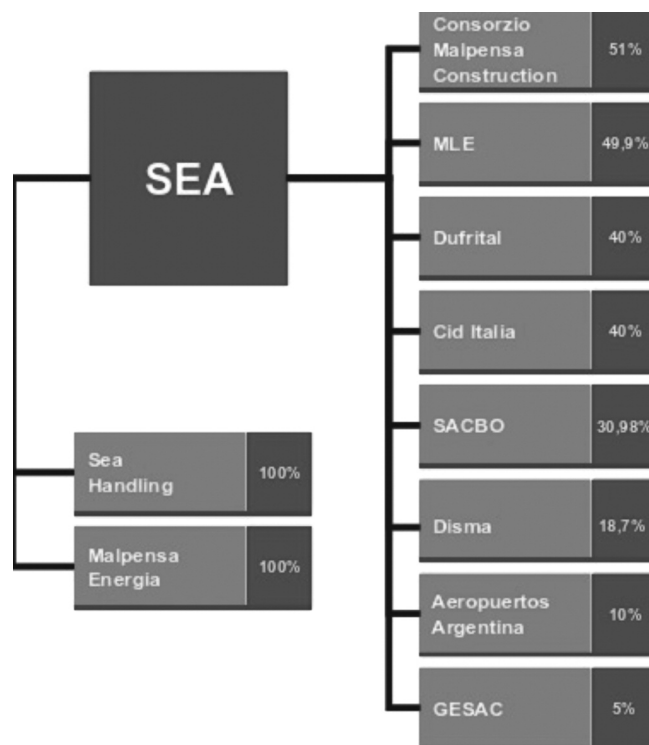 SEA
Sea
Handling
100%
Malpensa
Energia
100%
Consorzio
Malpensa
Construction
51%
MLE
49,9%
Dufrital
40%
Cid Italia
40%
SACBO
30,98%
Disma
18,7%
Aeropuertos
Argentina
10%
GESAC
5%